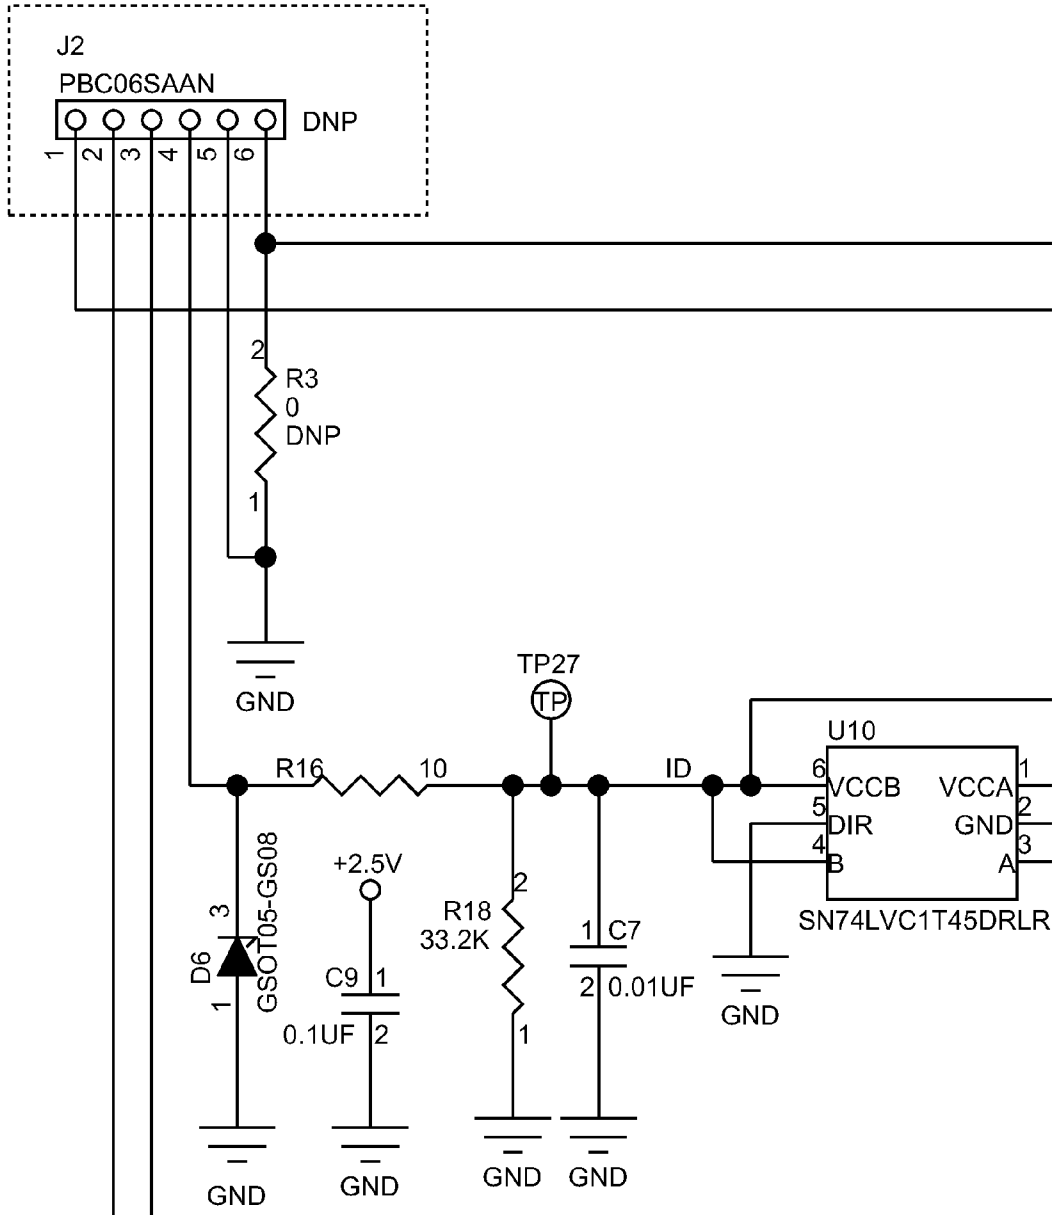 J2
PBC06SAAN
DNP
1 2 3 4 5 6
2
R3
0
DNP
1
GND
TP27
TP
U10
R16 10
ID
6 VCCB VCCA 1
5 DIR GND 2
4 B A 3
SN74LVC1T45DRLR
GND
3
D6
GSOT05-GS08
1
GND
+2.5V
C9 1
0.1UF 2
GND
2
R18
33.2K
1
GND
1 C7
2 0.01UF
GND